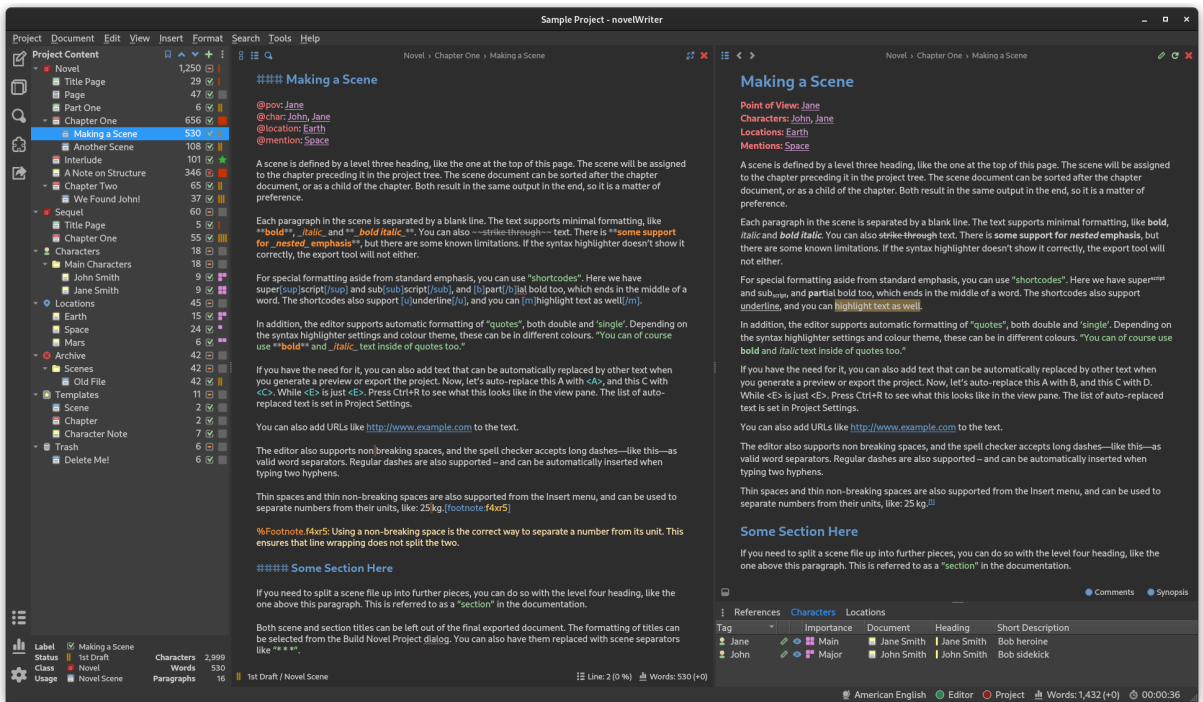 Sample Project - novelWriter
Project Document Edit View Insert Format Search Tools Help
Project Content
Novel 1,250
Title Page 29
Page 47
Part One 6
Chapter One 656
Making a Scene 530
Another Scene 108
Interlude 101
A Note on Structure 346
Chapter Two 65
We Found John! 37
Sequel 60
Title Page 5
Chapter One 55
Characters 18
Main Characters 18
John Smith 9
Jane Smith 9
Locations 45
Earth 15
Space 24
Mars 6
Archive 42
Scenes 42
Old File 42
Templates 11
Scene 2
Chapter 2
Character Note 7
Trash 6
Delete Me! 6
Label Making a Scene
Status 1st Draft Characters 2,999
Class Novel Words 530
Usage Novel Scene Paragraphs 16
Novel › Chapter One › Making a Scene
### Making a Scene
@pov: Jane
@char: John, Jane
@location: Earth
@mention: Space
A scene is defined by a level three heading, like the one at the top of this page. The scene will be assigned
to the chapter preceding it in the project tree. The scene document can be sorted after the chapter
document, or as a child of the chapter. Both result in the same output in the end, so it is a matter of
preference.
Each paragraph in the scene is separated by a blank line. The text supports minimal formatting, like
**bold**, _italic_ and **_bold italic_**. You can also ~~strike through~~ text. There is **some support
for _nested_ emphasis**, but there are some known limitations. If the syntax highlighter doesn't show it
correctly, the export tool will not either.
For special formatting aside from standard emphasis, you can use “shortcodes”. Here we have
super[sup]script[/sup] and sub[sub]script[/sub], and [b]part[/b]ial bold too, which ends in the middle of a
word. The shortcodes also support [u]underline[/u], and you can [m]highlight text as well[/m].
In addition, the editor supports automatic formatting of “quotes”, both double and ‘single’. Depending on
the syntax highlighter settings and colour theme, these can be in different colours. “You can of course
use **bold** and _italic_ text inside of quotes too.”
If you have the need for it, you can also add text that can be automatically replaced by other text when
you generate a preview or export the project. Now, let’s auto-replace this A with <A>, and this C with
<C>. While <E> is just <E>. Press Ctrl+R to see what this looks like in the view pane. The list of auto-
replaced text is set in Project Settings.
You can also add URLs like http://www.example.com to the text.
The editor also supports non breaking spaces, and the spell checker accepts long dashes—like this—as
valid word separators. Regular dashes are also supported – and can be automatically inserted when
typing two hyphens.
Thin spaces and thin non-breaking spaces are also supported from the Insert menu, and can be used to
separate numbers from their units, like: 25 kg.[footnote:f4xr5]
%Footnote.f4xr5: Using a non-breaking space is the correct way to separate a number from its unit. This
ensures that line wrapping does not split the two.
#### Some Section Here
If you need to split a scene file up into further pieces, you can do so with the level four heading, like the
one above this paragraph. This is referred to as a “section” in the documentation.
Both scene and section titles can be left out of the final exported document. The formatting of titles can
be selected from the Build Novel Project dialog. You can also have them replaced with scene separators
like “* * *”.
1st Draft / Novel Scene Line: 2 (0 %) Words: 530 (+0)
Novel › Chapter One › Making a Scene
Making a Scene
Point of View: Jane
Characters: John, Jane
Locations: Earth
Mentions: Space
A scene is defined by a level three heading, like the one at the top of this page. The scene will be assigned
to the chapter preceding it in the project tree. The scene document can be sorted after the chapter
document, or as a child of the chapter. Both result in the same output in the end, so it is a matter of
preference.
Each paragraph in the scene is separated by a blank line. The text supports minimal formatting, like bold,
italic and bold italic. You can also strike through text. There is some support for nested emphasis, but
there are some known limitations. If the syntax highlighter doesn’t show it correctly, the export tool will
not either.
For special formatting aside from standard emphasis, you can use “shortcodes”. Here we have superscript
and subscript, and partial bold too, which ends in the middle of a word. The shortcodes also support
underline, and you can highlight text as well.
In addition, the editor supports automatic formatting of “quotes”, both double and ‘single’. Depending on
the syntax highlighter settings and colour theme, these can be in different colours. “You can of course use
bold and italic text inside of quotes too.”
If you have the need for it, you can also add text that can be automatically replaced by other text when
you generate a preview or export the project. Now, let’s auto-replace this A with B, and this C with D.
While <E> is just <E>. Press Ctrl+R to see what this looks like in the view pane. The list of auto-replaced
text is set in Project Settings.
You can also add URLs like http://www.example.com to the text.
The editor also supports non breaking spaces, and the spell checker accepts long dashes—like this—as
valid word separators. Regular dashes are also supported – and can be automatically inserted when
typing two hyphens.
Thin spaces and thin non-breaking spaces are also supported from the Insert menu, and can be used to
separate numbers from their units, like: 25 kg.[1]
Some Section Here
If you need to split a scene file up into further pieces, you can do so with the level four heading, like the
one above this paragraph. This is referred to as a “section” in the documentation.
Comments Synopsis
References Characters Locations
Tag Importance Document Heading Short Description
Jane Main Jane Smith Jane Smith Bob heroine
John Major John Smith John Smith Bob sidekick
American English Editor Project Words: 1,432 (+0) 00:00:36